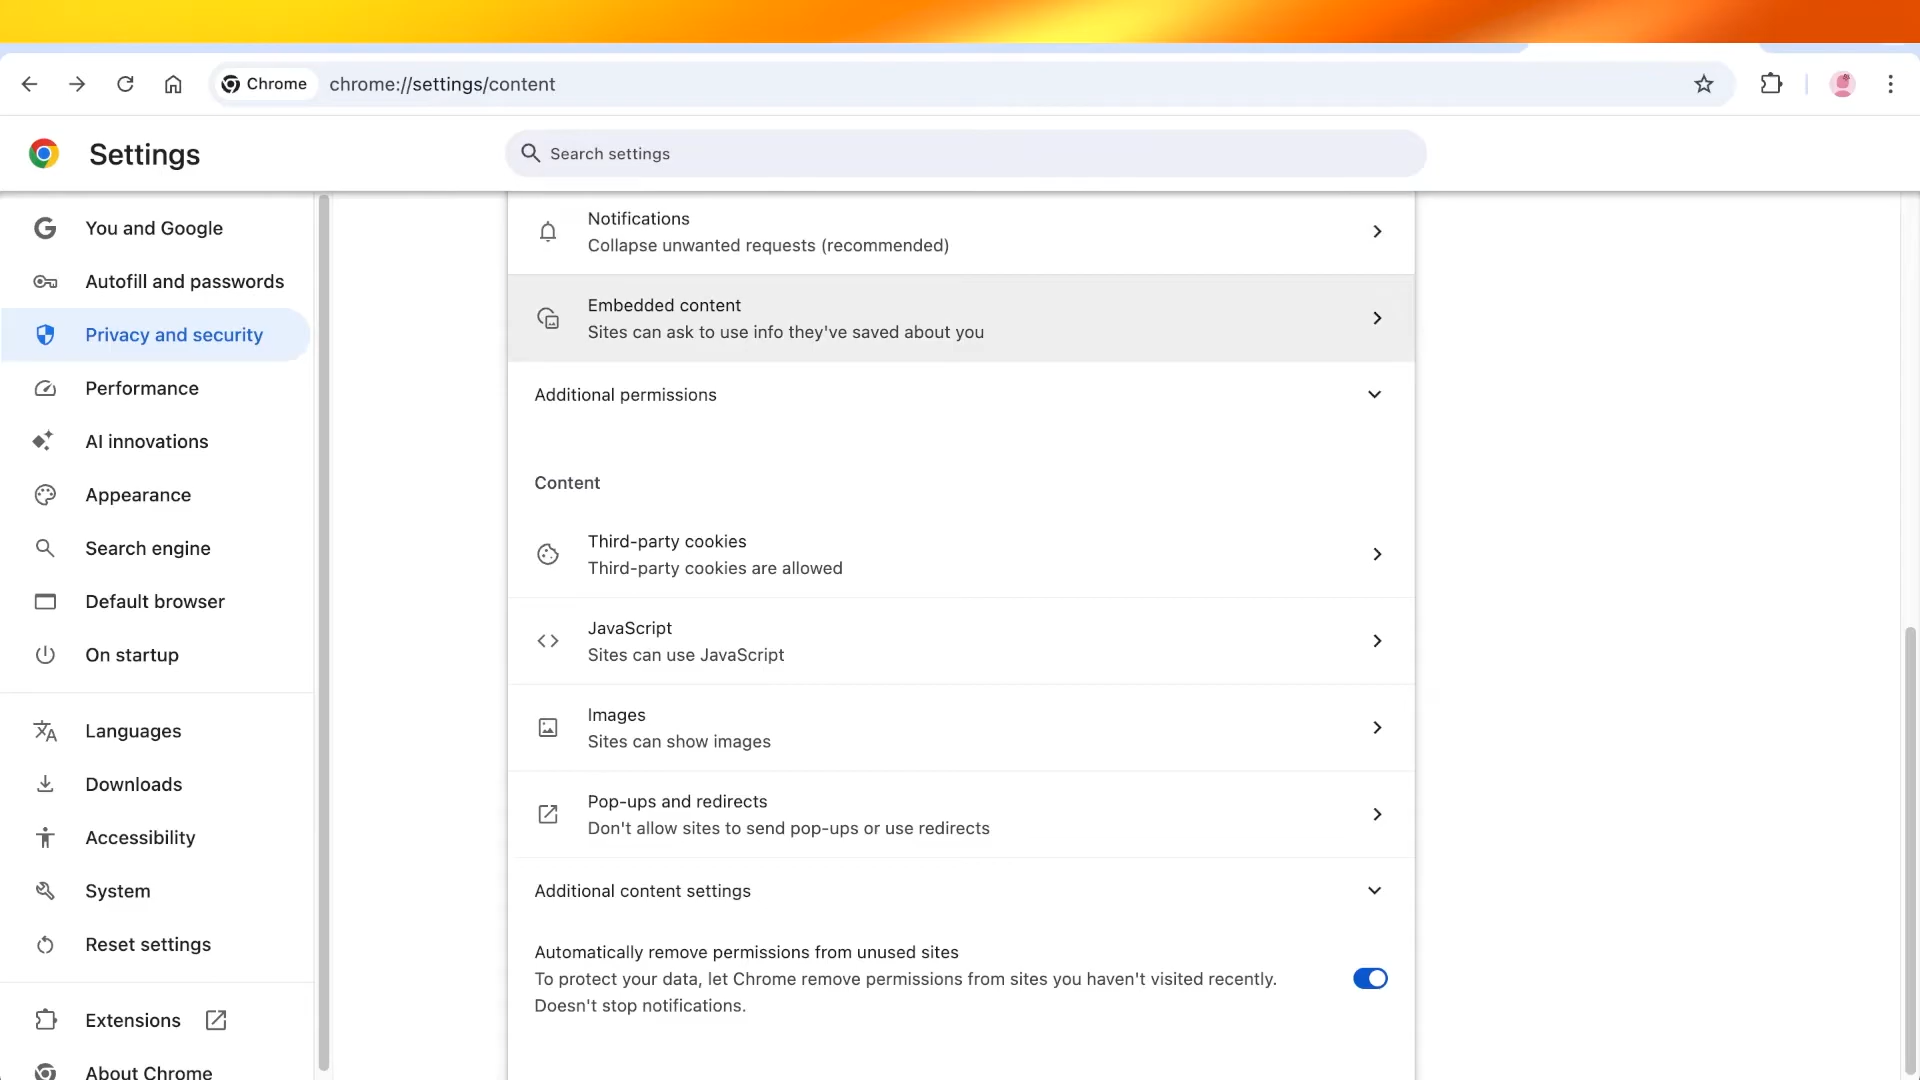 Chrome
chrome://settings/content
Settings
Search settings
You and Google
Autofill and passwords
Privacy and security
Performance
AI innovations
Appearance
Search engine
Default browser
On startup
Languages
Downloads
Accessibility
System
Reset settings
Extensions
About Chrome
Notifications
Collapse unwanted requests (recommended)
Embedded content
Sites can ask to use info they've saved about you
Additional permissions
Content
Third-party cookies
Third-party cookies are allowed
JavaScript
Sites can use JavaScript
Images
Sites can show images
Pop-ups and redirects
Don't allow sites to send pop-ups or use redirects
Additional content settings
Automatically remove permissions from unused sites
To protect your data, let Chrome remove permissions from sites you haven't visited recently.
Doesn't stop notifications.